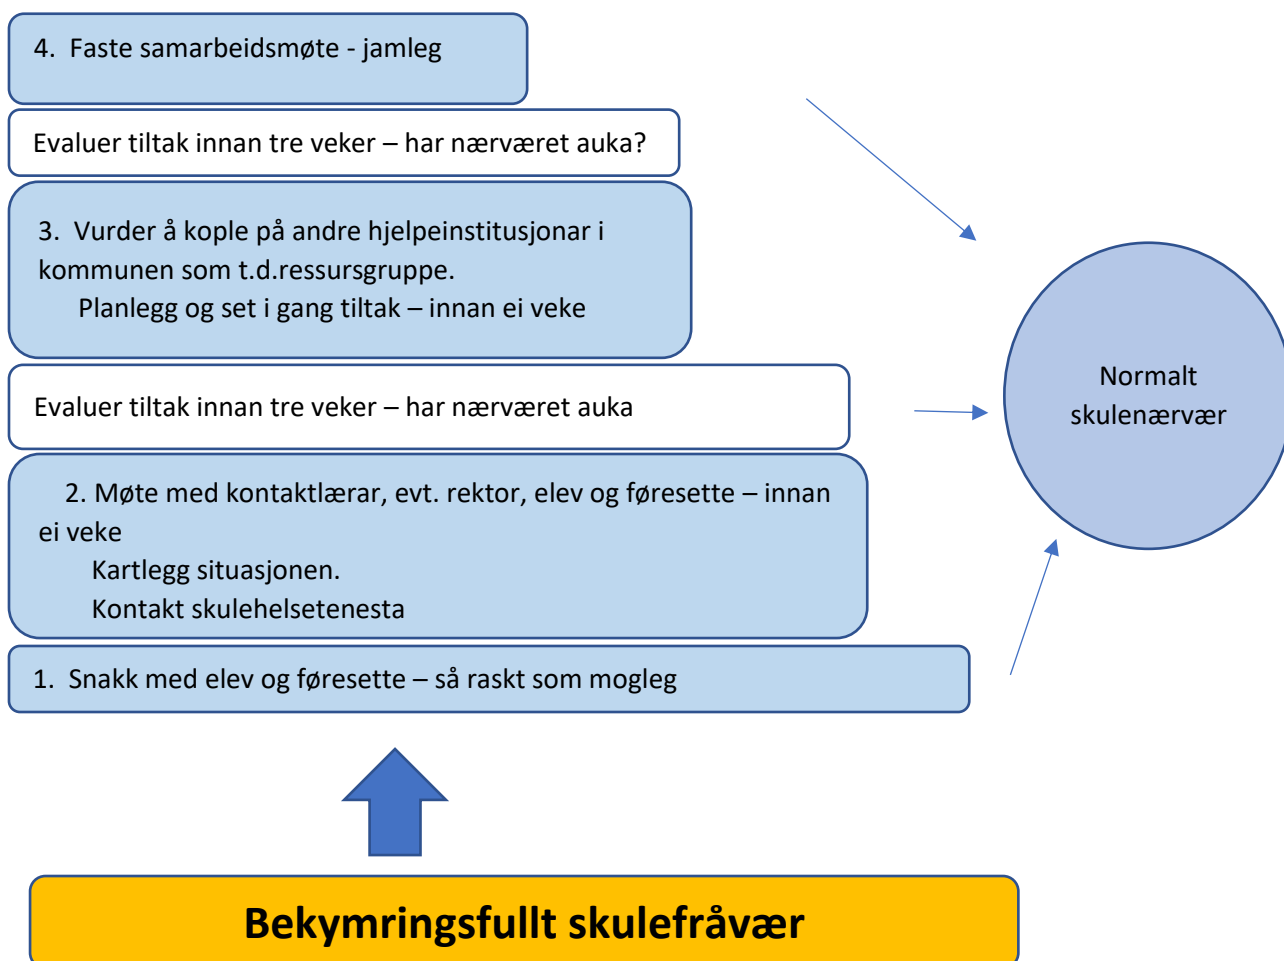 4. Faste samarbeidsmøte - jamleg
Evaluer tiltak innan tre veker – har nærværet auka?
3. Vurder å kople på andre hjelpeinstitusjonar i
kommunen som t.d.ressursgruppe.
Planlegg og set i gang tiltak – innan ei veke
Evaluer tiltak innan tre veker – har nærværet auka
2. Møte med kontaktlærar, evt. rektor, elev og føresette – innan
ei veke
Kartlegg situasjonen.
Kontakt skulehelsetenesta
1. Snakk med elev og føresette – så raskt som mogleg
Normalt
skulenærvær
Bekymringsfullt skulefråvær